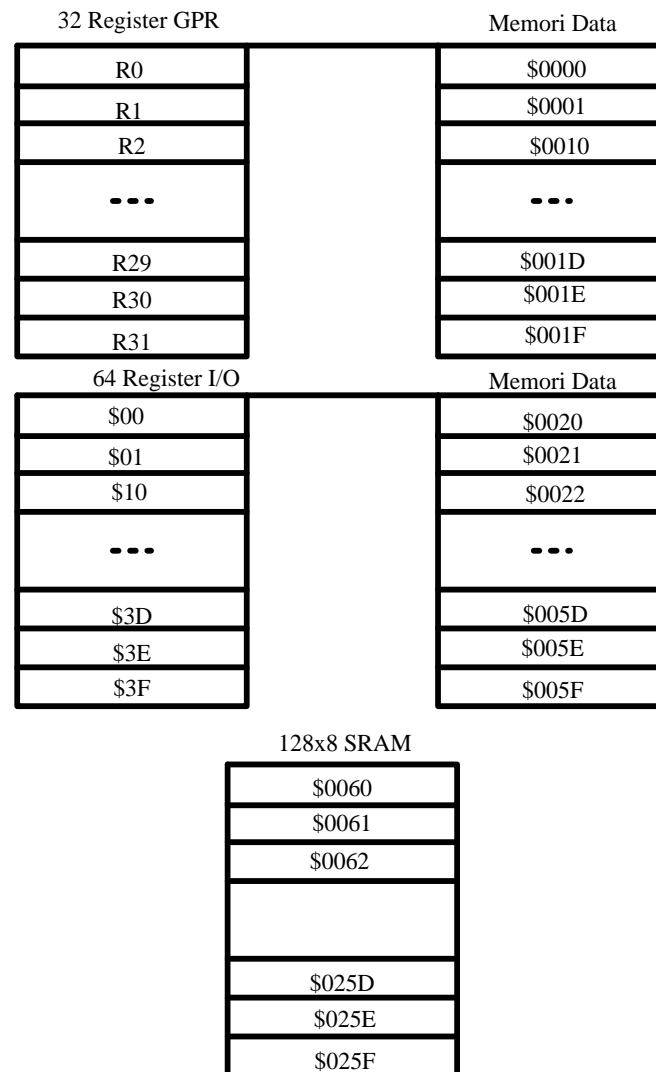 32 Register GPR Memori Data
R0 $0000
R1 $0001
R2 $0010
---
---
R29 $001D
R30 $001E
R31 $001F
64 Register I/O Memori Data
$00 $0020
$01 $0021
$10 $0022
---
---
$3D $005D
$3E $005E
$3F $005F
128x8 SRAM
$0060
$0061
$0062
$025D
$025E
$025F